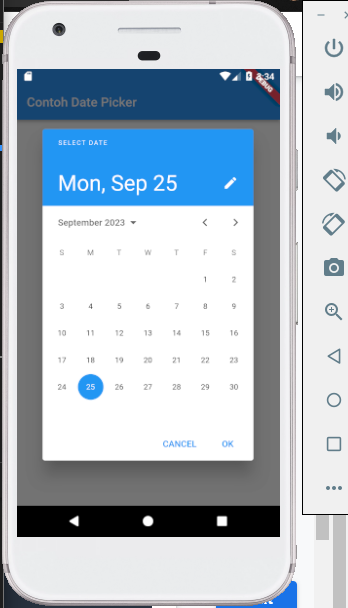 8:34
DEBUG
Contoh Date Picker
SELECT DATE
Mon, Sep 25
September 2023
S M T W T F S
1 2
3 4 5 6 7 8 9
10 11 12 13 14 15 16
17 18 19 20 21 22 23
24 25 26 27 28 29 30
CANCEL OK